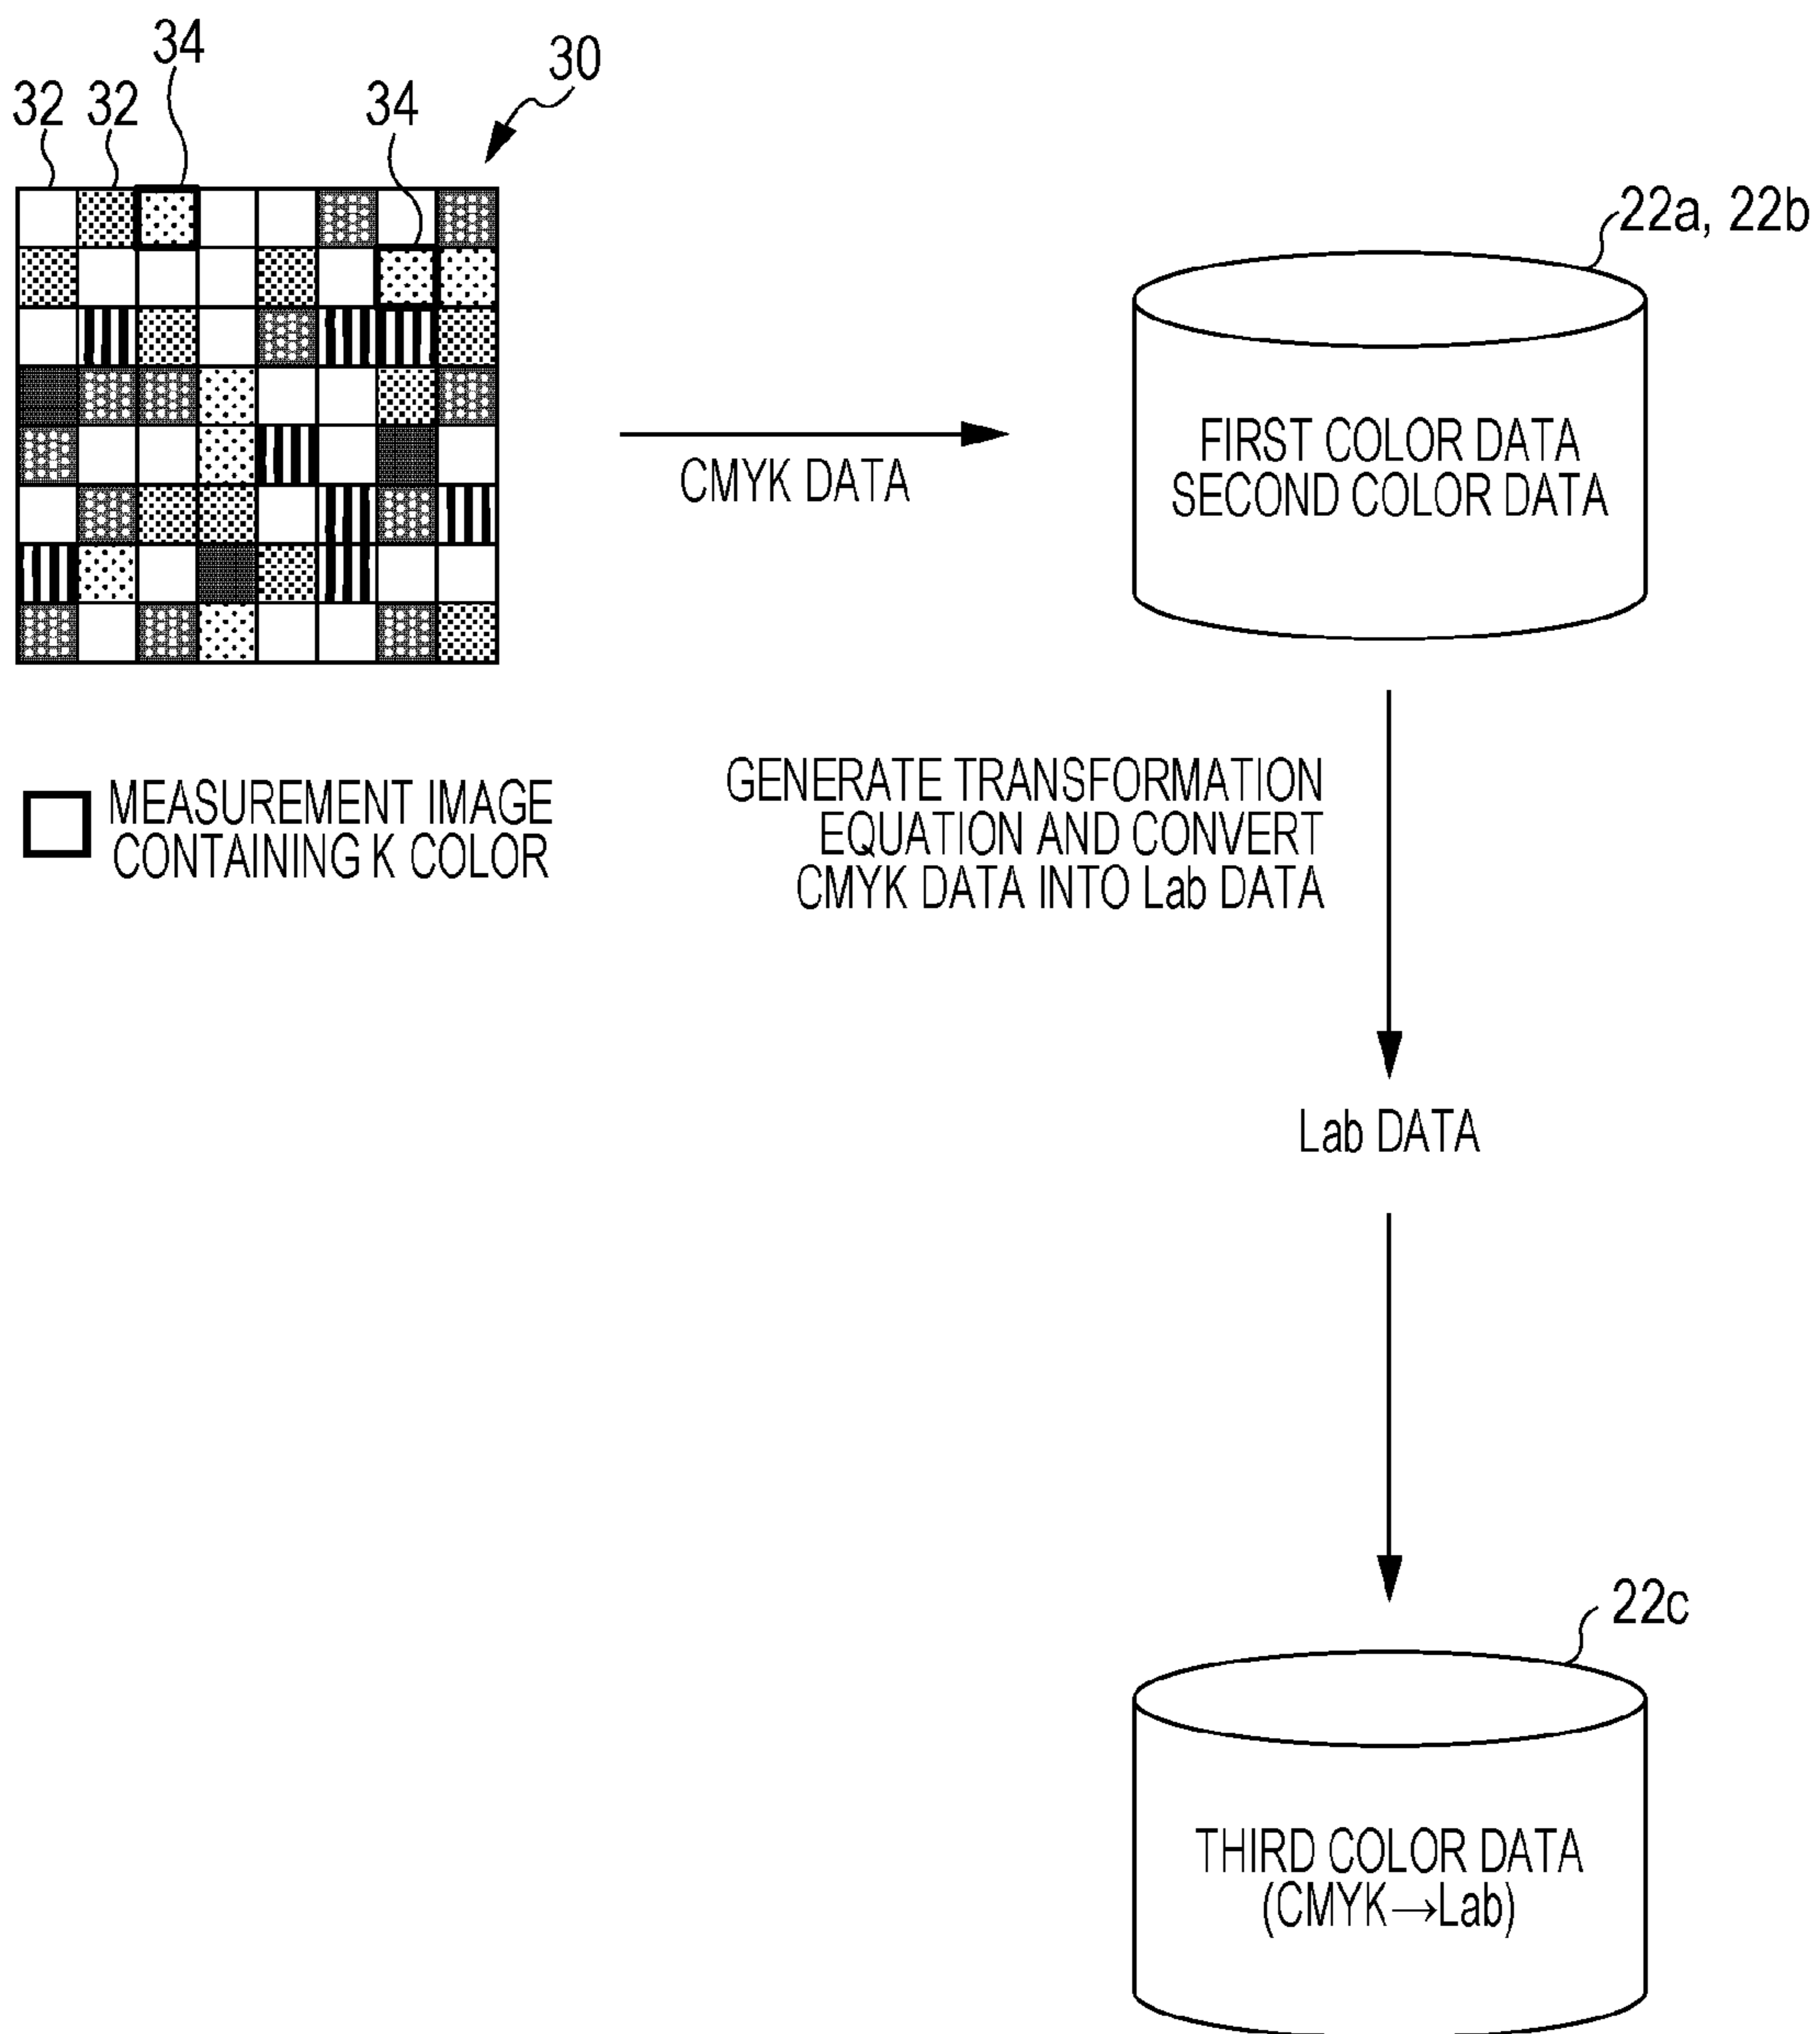 34
30
32 32
34
22a, 22b
FIRST COLOR DATA
SECOND COLOR DATA
CMYK DATA
MEASUREMENT IMAGE
CONTAINING K COLOR
GENERATE TRANSFORMATION
EQUATION AND CONVERT
CMYK DATA INTO Lab DATA
Lab DATA
22c
THIRD COLOR DATA
(CMYK→Lab)